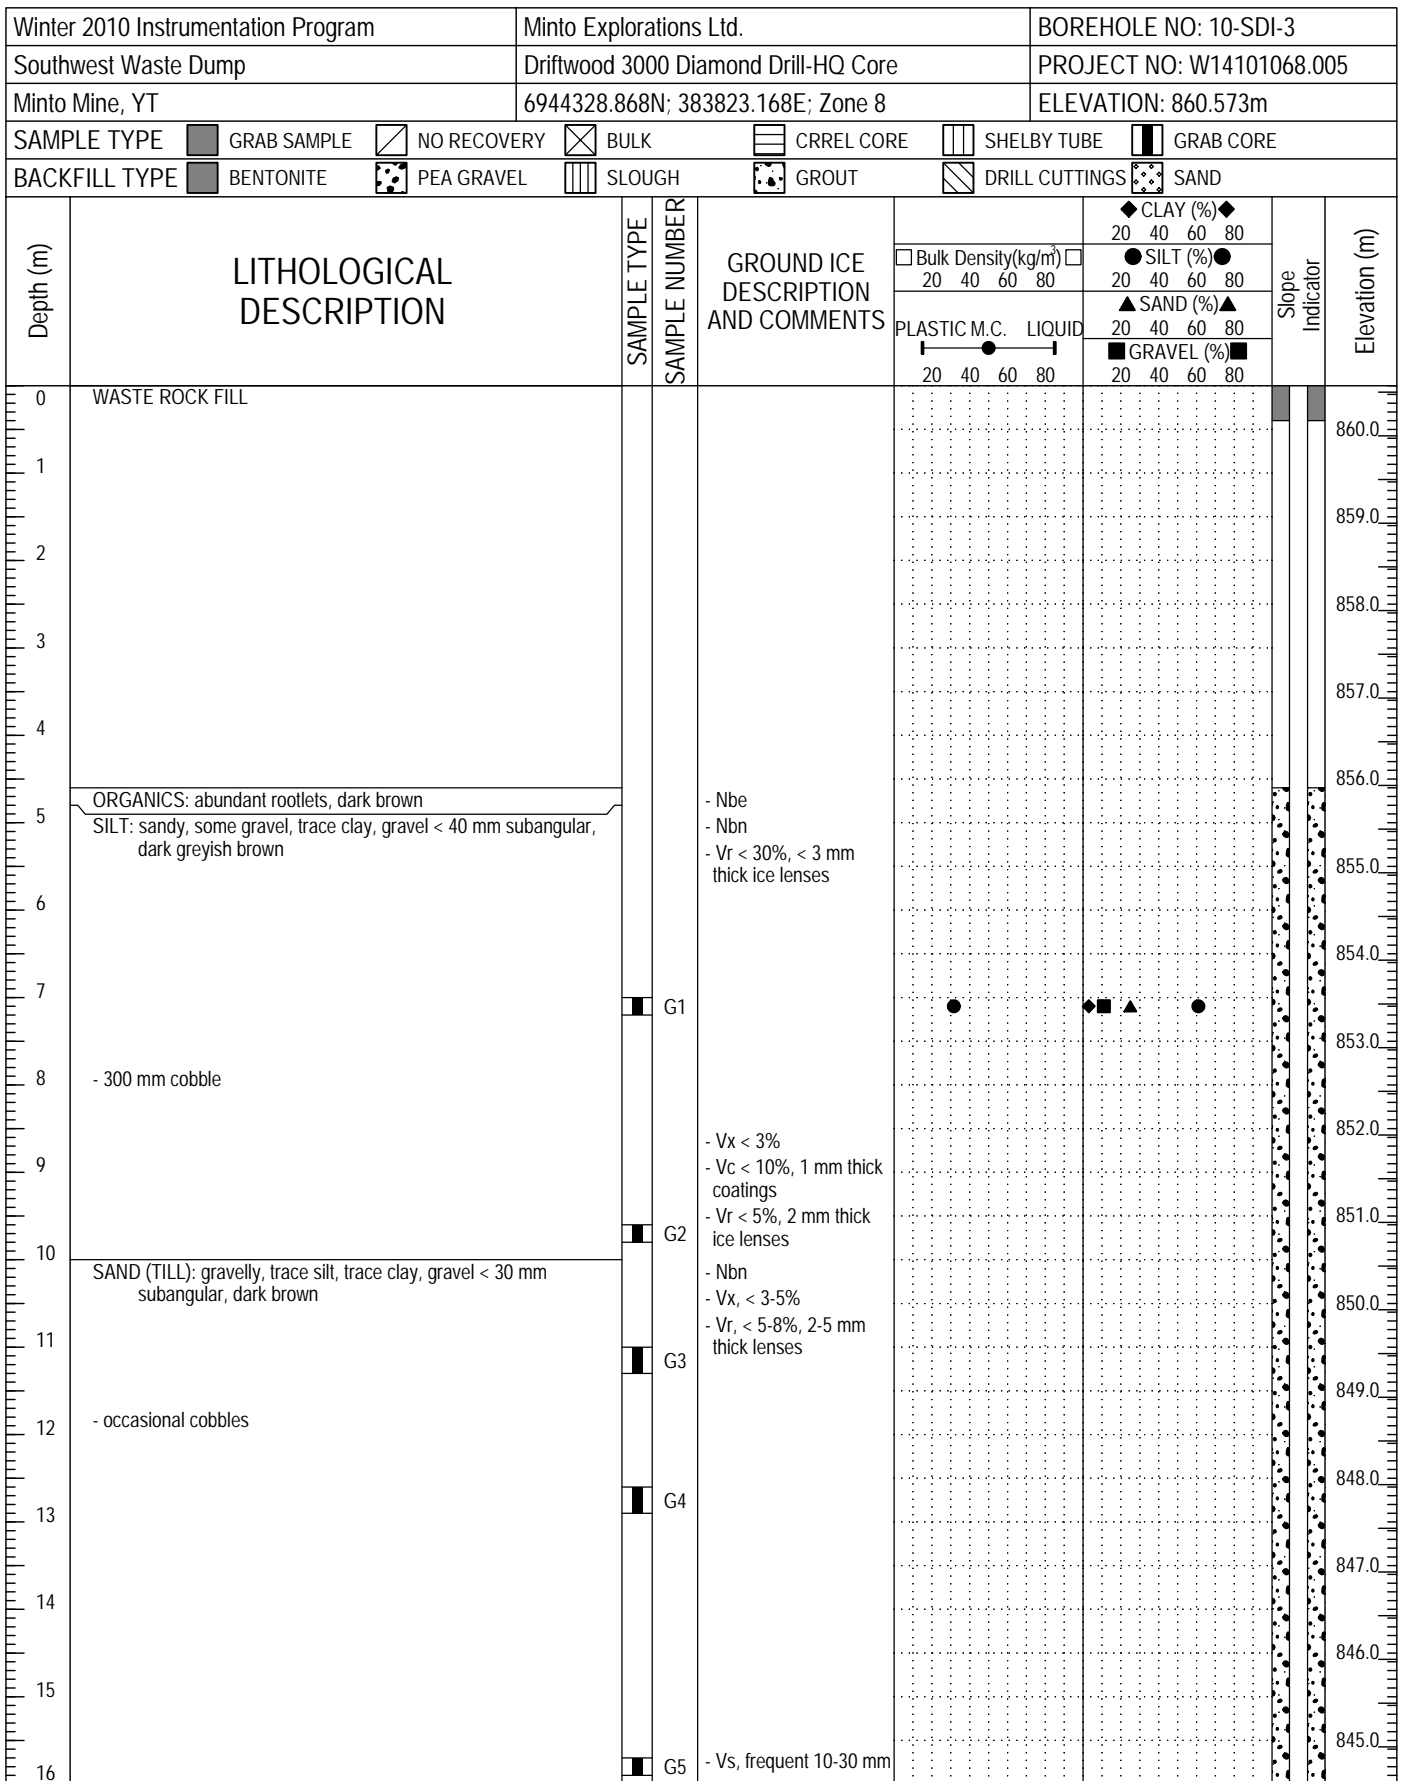 Winter 2010 Instrumentation Program
Minto Explorations Ltd.
BOREHOLE NO: 10-SDI-3
Southwest Waste Dump
Driftwood 3000 Diamond Drill-HQ Core
PROJECT NO: W14101068.005
Minto Mine, YT
6944328.868N; 383823.168E; Zone 8
ELEVATION: 860.573m
SAMPLE TYPE GRAB SAMPLE NO RECOVERY BULK CRREL CORE SHELBY TUBE GRAB CORE
BACKFILL TYPE BENTONITE PEA GRAVEL SLOUGH GROUT DRILL CUTTINGS SAND
Depth (m)
LITHOLOGICAL
DESCRIPTION
SAMPLE TYPE
SAMPLE NUMBER
GROUND ICE
DESCRIPTION
AND COMMENTS
Bulk Density(kg/m³)
20 40 60 80
PLASTIC M.C. LIQUID
20 40 60 80
CLAY (%)
20 40 60 80
SILT (%)
20 40 60 80
SAND (%)
20 40 60 80
GRAVEL (%)
20 40 60 80
Slope
Indicator
Elevation (m)
0
WASTE ROCK FILL
860.0
1
859.0
2
858.0
3
857.0
4
856.0
ORGANICS: abundant rootlets, dark brown
- Nbe
5
SILT: sandy, some gravel, trace clay, gravel < 40 mm subangular,
dark greyish brown
- Nbn
- Vr < 30%, < 3 mm
thick ice lenses
855.0
6
854.0
7
G1
853.0
8
- 300 mm cobble
852.0
- Vx < 3%
9
- Vc < 10%, 1 mm thick
coatings
- Vr < 5%, 2 mm thick
ice lenses
851.0
G2
10
SAND (TILL): gravelly, trace silt, trace clay, gravel < 30 mm
subangular, dark brown
- Nbn
- Vx, < 3-5%
- Vr, < 5-8%, 2-5 mm
thick lenses
850.0
11
G3
849.0
- occasional cobbles
12
848.0
G4
13
847.0
14
846.0
15
845.0
16
G5
- Vs, frequent 10-30 mm